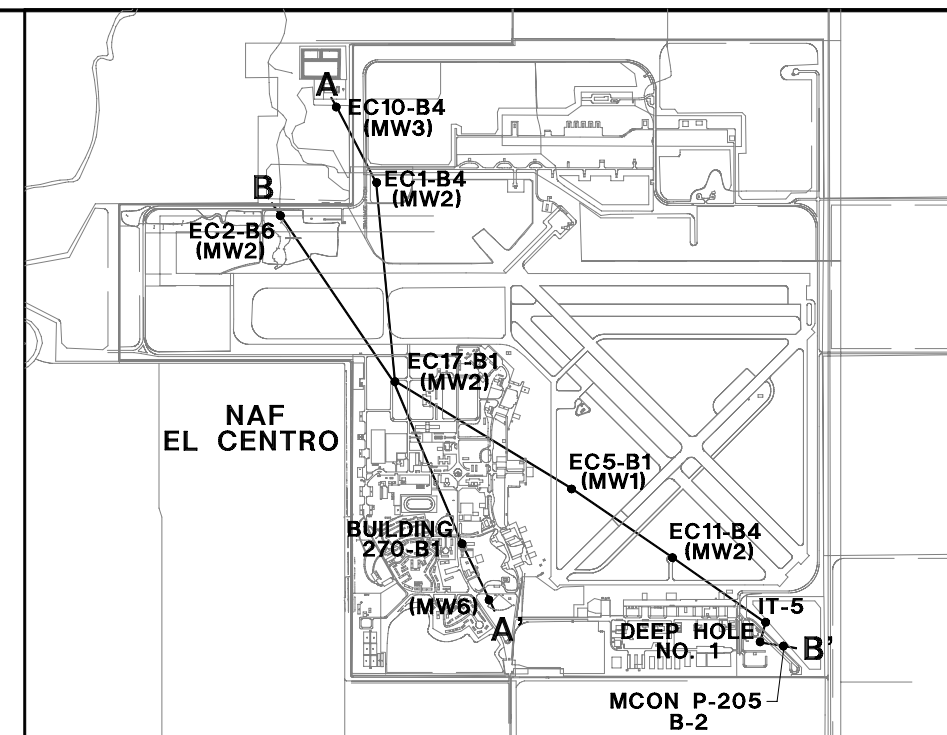 A
EC10-B4
(MW3)
EC1-B4
(MW2)
B
EC2-B6
(MW2)
EC17-B1
(MW2)
NAF
EL CENTRO
EC5-B1
(MW1)
BUILDING
270-B1
EC11-B4
(MW2)
(MW6)
A'
IT-5
DEEP HOLE
NO. 1
B'
MCON P-205
B-2